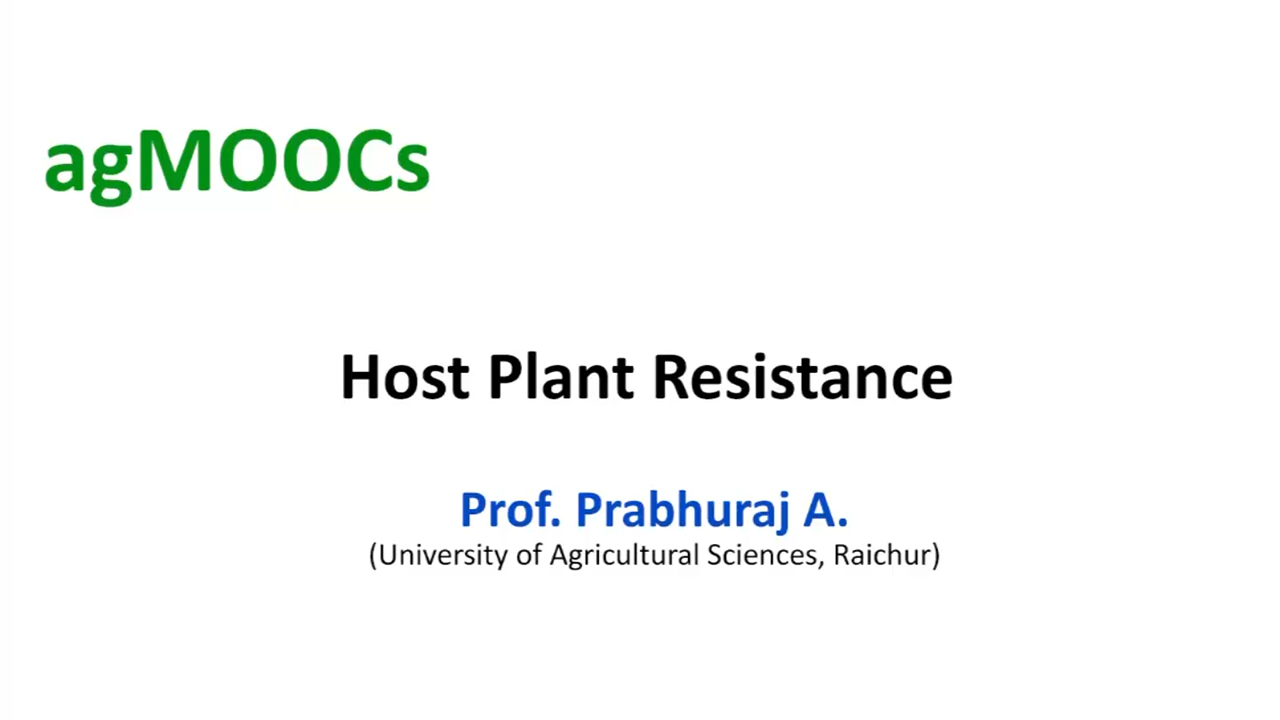 agMOOCs
Host Plant Resistance
Prof. Prabhuraj A.
(University of Agricultural Sciences, Raichur)